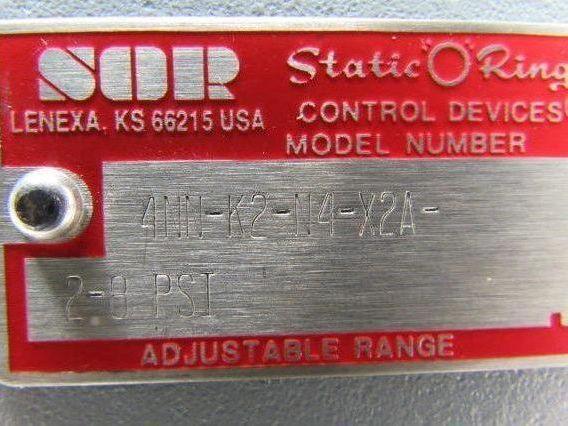 SOR Static "O" Ring
LENEXA, KS 66215 USA CONTROL DEVICES
MODEL NUMBER
4NN-K2-N4-X2A-
2-8 PSI
ADJUSTABLE RANGE